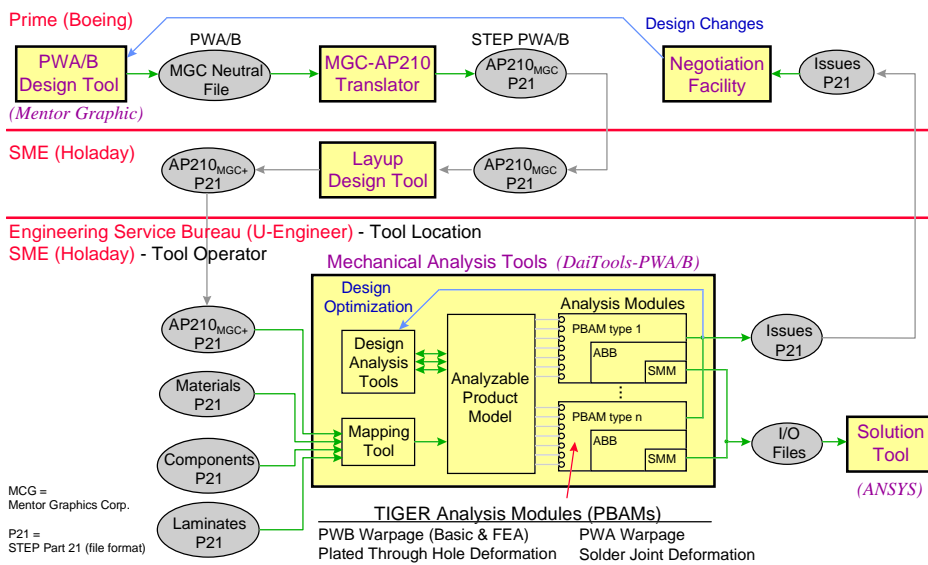 Prime (Boeing)
PWA/B
STEP PWA/B
Design Changes
PWA/B
Design Tool
MGC Neutral
File
MGC-AP210
Translator
AP210MGC
P21
Negotiation
Facility
Issues
P21
(Mentor Graphic)
SME (Holaday)
AP210MGC+
P21
Layup
Design Tool
AP210MGC
P21
Engineering Service Bureau (U-Engineer) - Tool Location
SME (Holaday) - Tool Operator
Mechanical Analysis Tools (DaiTools-PWA/B)
Design
Optimization
Analysis Modules
AP210MGC+
P21
Materials
P21
Components
P21
Laminates
P21
Design
Analysis
Tools
Mapping
Tool
Analyzable
Product
Model
PBAM type 1
ABB
SMM
PBAM type n
ABB
SMM
Issues
P21
I/O
Files
Solution
Tool
(ANSYS)
MCG =
Mentor Graphics Corp.
P21 =
STEP Part 21 (file format)
TIGER Analysis Modules (PBAMs)
PWB Warpage (Basic & FEA)
Plated Through Hole Deformation
PWA Warpage
Solder Joint Deformation